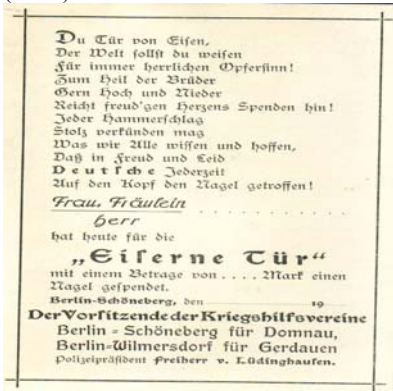 Du Tür von Eisen,
Der Welt sollst du weisen
Für immer herrlichen Opfersinn!
Zum Heil der Brüder
Gern Hoch und Nieder
Reicht freud'gen Herzens Spenden hin!
Jeder Hammerschlag
Stolz verkünden mag
Was wir Alle wissen und hoffen,
Daß in Freud und Leid
Deutsche Jederzeit
Auf den Kopf den Nagel getroffen!
Frau, Fräulein . . . . . . . . . .
Herr
hat heute für die
„Eiserne Tür“
mit einem Betrage von . . . . Mark einen
Nagel gespendet.
Berlin-Schöneberg, den 19
Der Vorsitzende der Kriegshilfsvereine
Berlin-Schöneberg für Domnau,
Berlin-Wilmersdorf für Gerdauen
Polizeipräsident Freiherr v. Lüdinghausen.